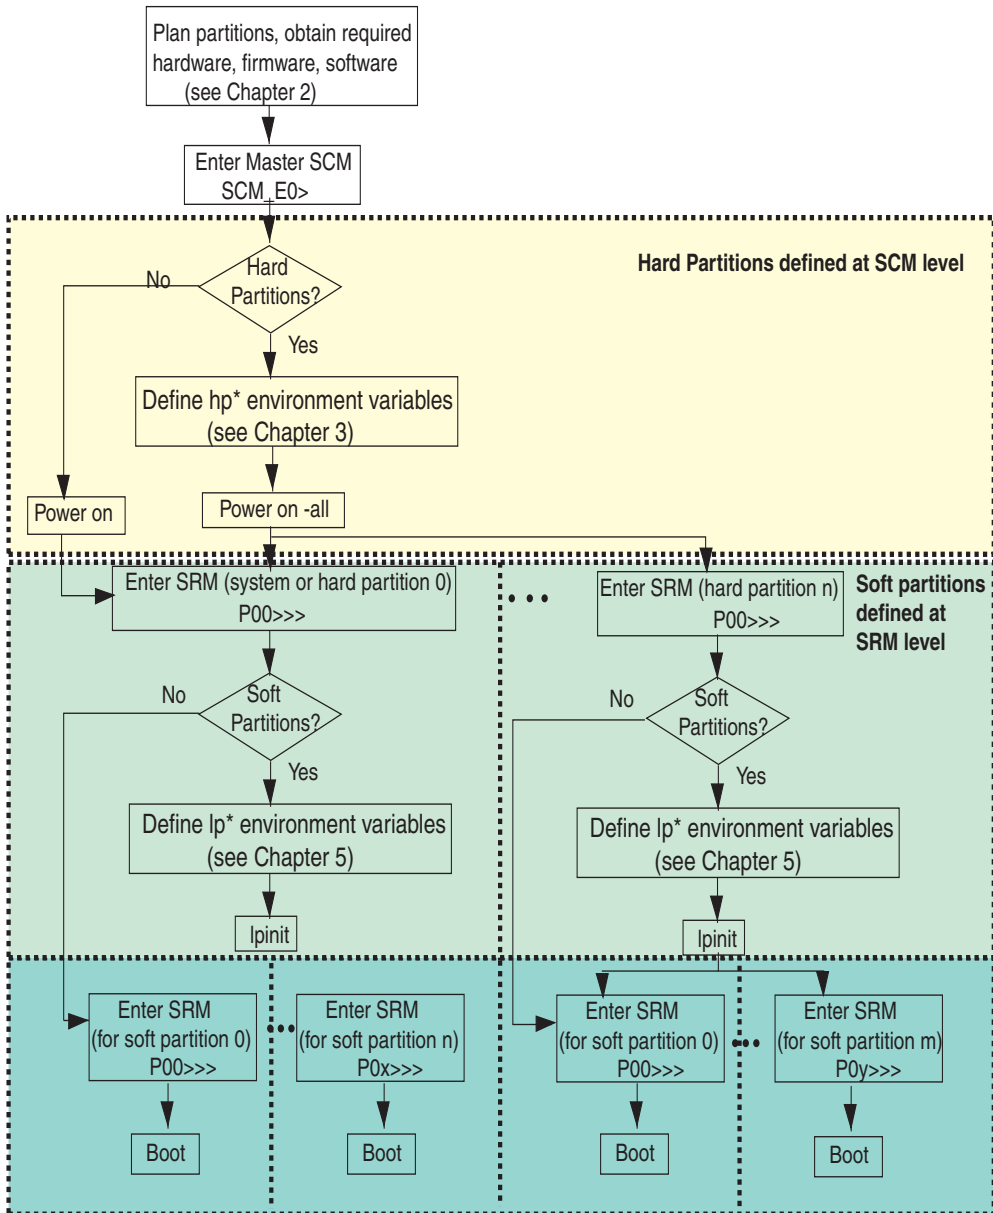 Plan partitions, obtain required
hardware, firmware, software
(see Chapter 2)
Enter Master SCM
SCM_E0>
Hard Partitions defined at SCM level
Hard
Partitions?
No
Yes
Define hp* environment variables
(see Chapter 3)
Power on
Power on -all
Enter SRM (system or hard partition 0)
P00>>>
• • •
Enter SRM (hard partition n)
P00>>>
Soft partitions
defined at
SRM level
No
Soft
Partitions?
Yes
No
Soft
Partitions?
Yes
Define lp* environment variables
(see Chapter 5)
Define lp* environment variables
(see Chapter 5)
lpinit
lpinit
Enter SRM
(for soft partition 0)
P00>>>
•••
Enter SRM
(for soft partition n)
P0x>>>
Enter SRM
(for soft partition 0)
P00>>>
•••
Enter SRM
(for soft partition m)
P0y>>>
Boot
Boot
Boot
Boot